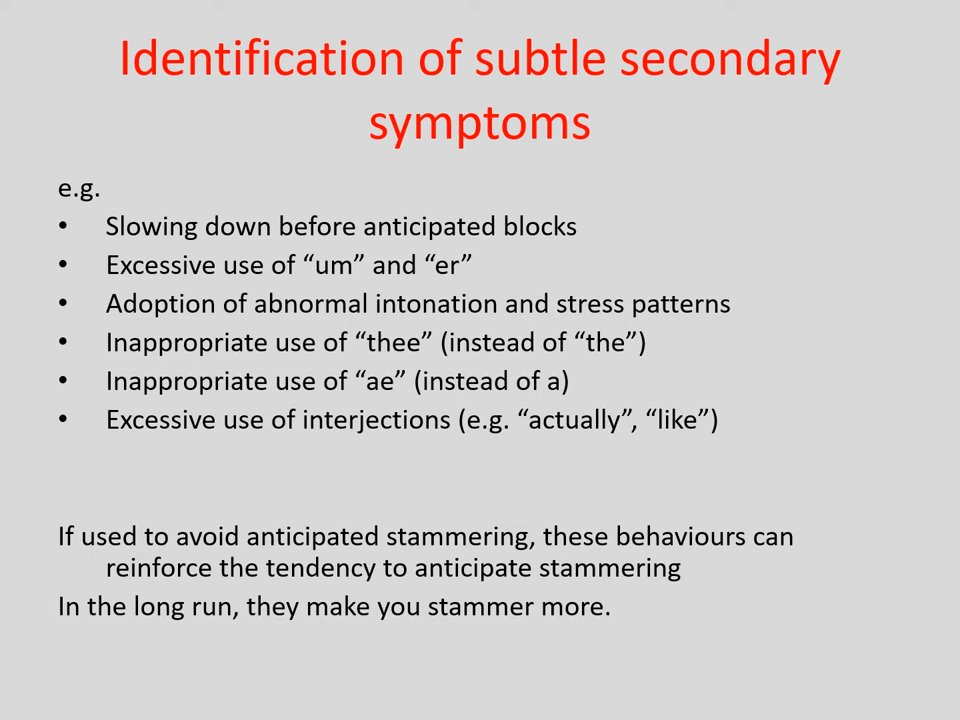 Identification of subtle secondary
symptoms
e.g.
• Slowing down before anticipated blocks
• Excessive use of “um” and “er”
• Adoption of abnormal intonation and stress patterns
• Inappropriate use of “thee” (instead of “the”)
• Inappropriate use of “ae” (instead of a)
• Excessive use of interjections (e.g. “actually”, “like”)
If used to avoid anticipated stammering, these behaviours can
reinforce the tendency to anticipate stammering
In the long run, they make you stammer more.